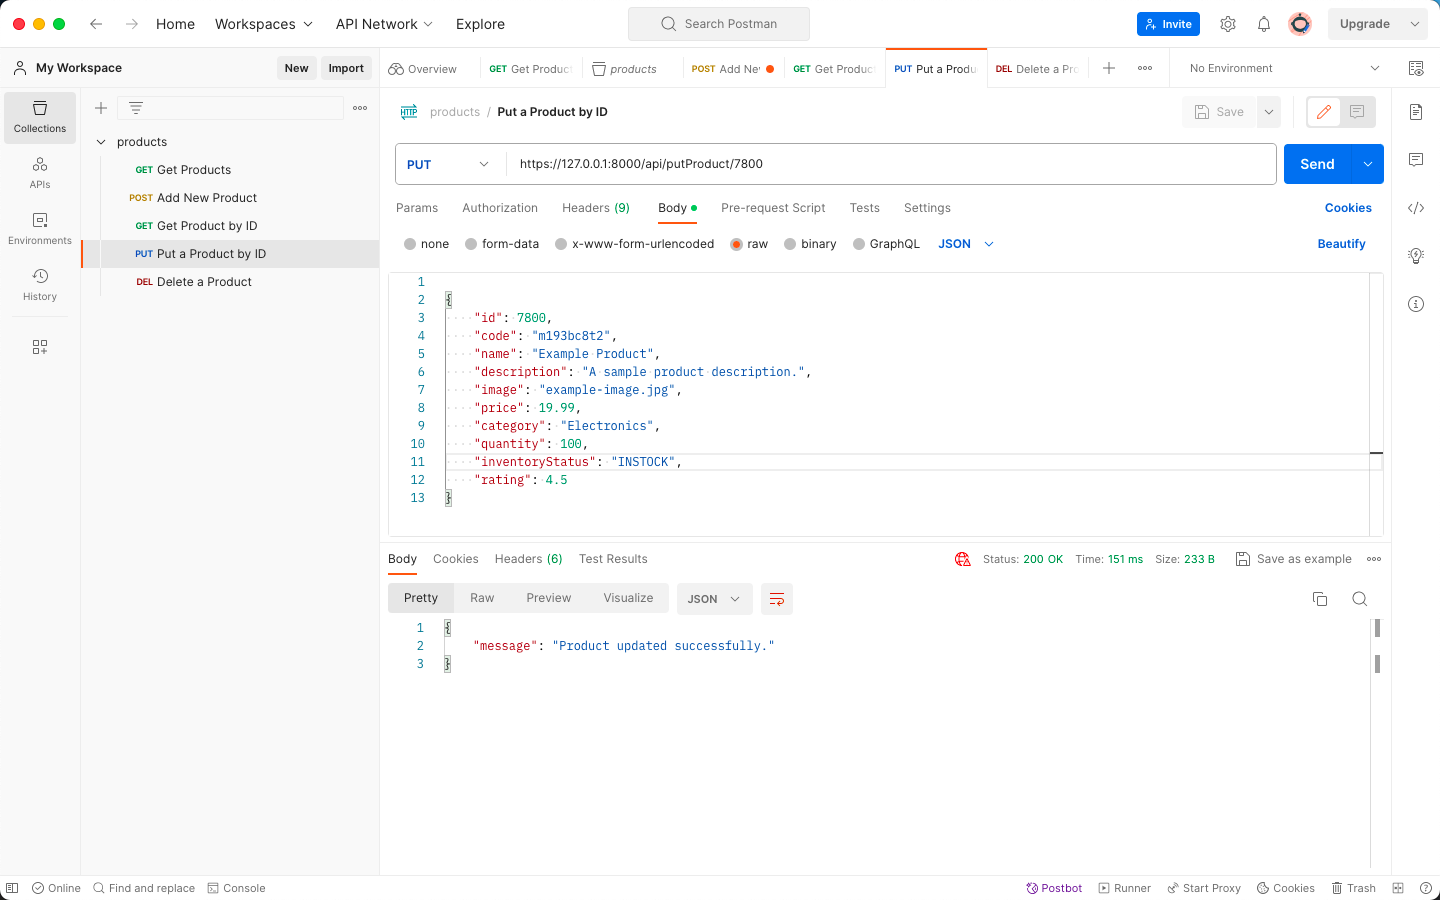 Home Workspaces API Network Explore Search Postman Invite Upgrade
My Workspace New Import Overview GET Get Produc products POST Add Ne GET Get Produc PUT Put a Produ DEL Delete a Pro No Environment
Collections
APIs
Environments
History
products
GET Get Products
POST Add New Product
GET Get Product by ID
PUT Put a Product by ID
DEL Delete a Product
HTTP products / Put a Product by ID Save
PUT https://127.0.0.1:8000/api/putProduct/7800 Send
Params Authorization Headers (9) Body Pre-request Script Tests Settings Cookies
none form-data x-www-form-urlencoded raw binary GraphQL JSON Beautify
1
2 {
3 "id": 7800,
4 "code": "m193bc8t2",
5 "name": "Example Product",
6 "description": "A sample product description.",
7 "image": "example-image.jpg",
8 "price": 19.99,
9 "category": "Electronics",
10 "quantity": 100,
11 "inventoryStatus": "INSTOCK",
12 "rating": 4.5
13 }
Body Cookies Headers (6) Test Results Status: 200 OK Time: 151 ms Size: 233 B Save as example
Pretty Raw Preview Visualize JSON
1 {
2 "message": "Product updated successfully."
3 }
Online Find and replace Console Postbot Runner Start Proxy Cookies Trash